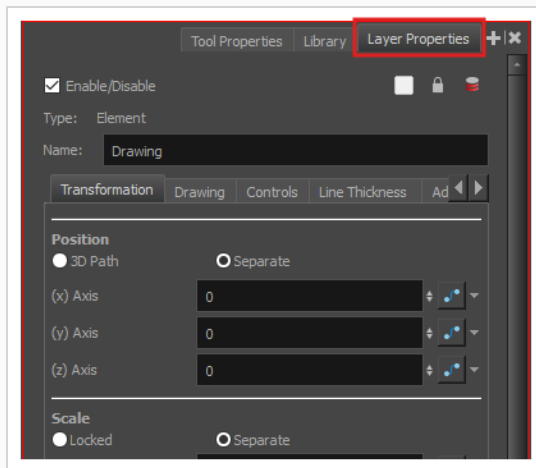 Tool Properties Library Layer Properties
Enable/Disable
Type: Element
Name: Drawing
Transformation Drawing Controls Line Thickness Ad
Position
3D Path Separate
(x) Axis 0
(y) Axis 0
(z) Axis 0
Scale
Locked Separate